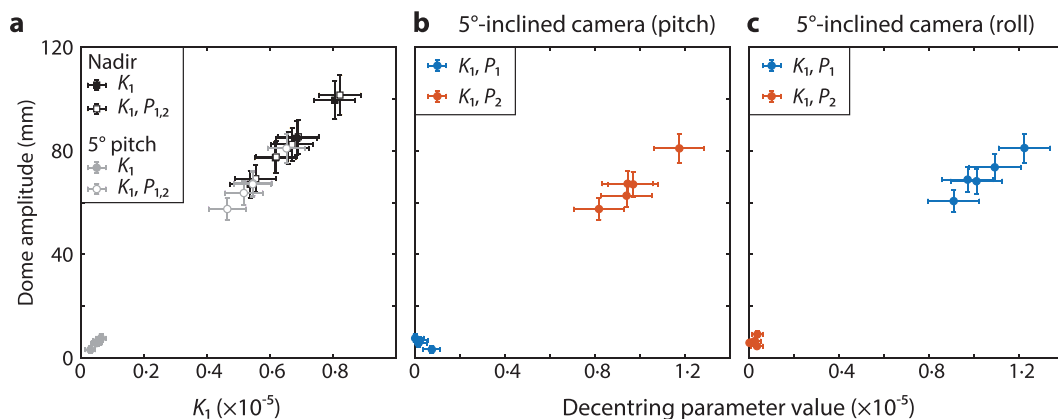 a
b 5°-inclined camera (pitch)
c 5°-inclined camera (roll)
Dome amplitude (mm)
120
80
40
0
Nadir
K₁
K₁, P₁,₂
5° pitch
K₁
K₁, P₁,₂
K₁, P₁
K₁, P₂
K₁, P₂
K₁, P₁
0 0·2 0·4 0·6 0·8
0 0·4 0·8 1·2
0 0·4 0·8 1·2
K₁ (×10⁻⁵)
Decentring parameter value (×10⁻⁵)